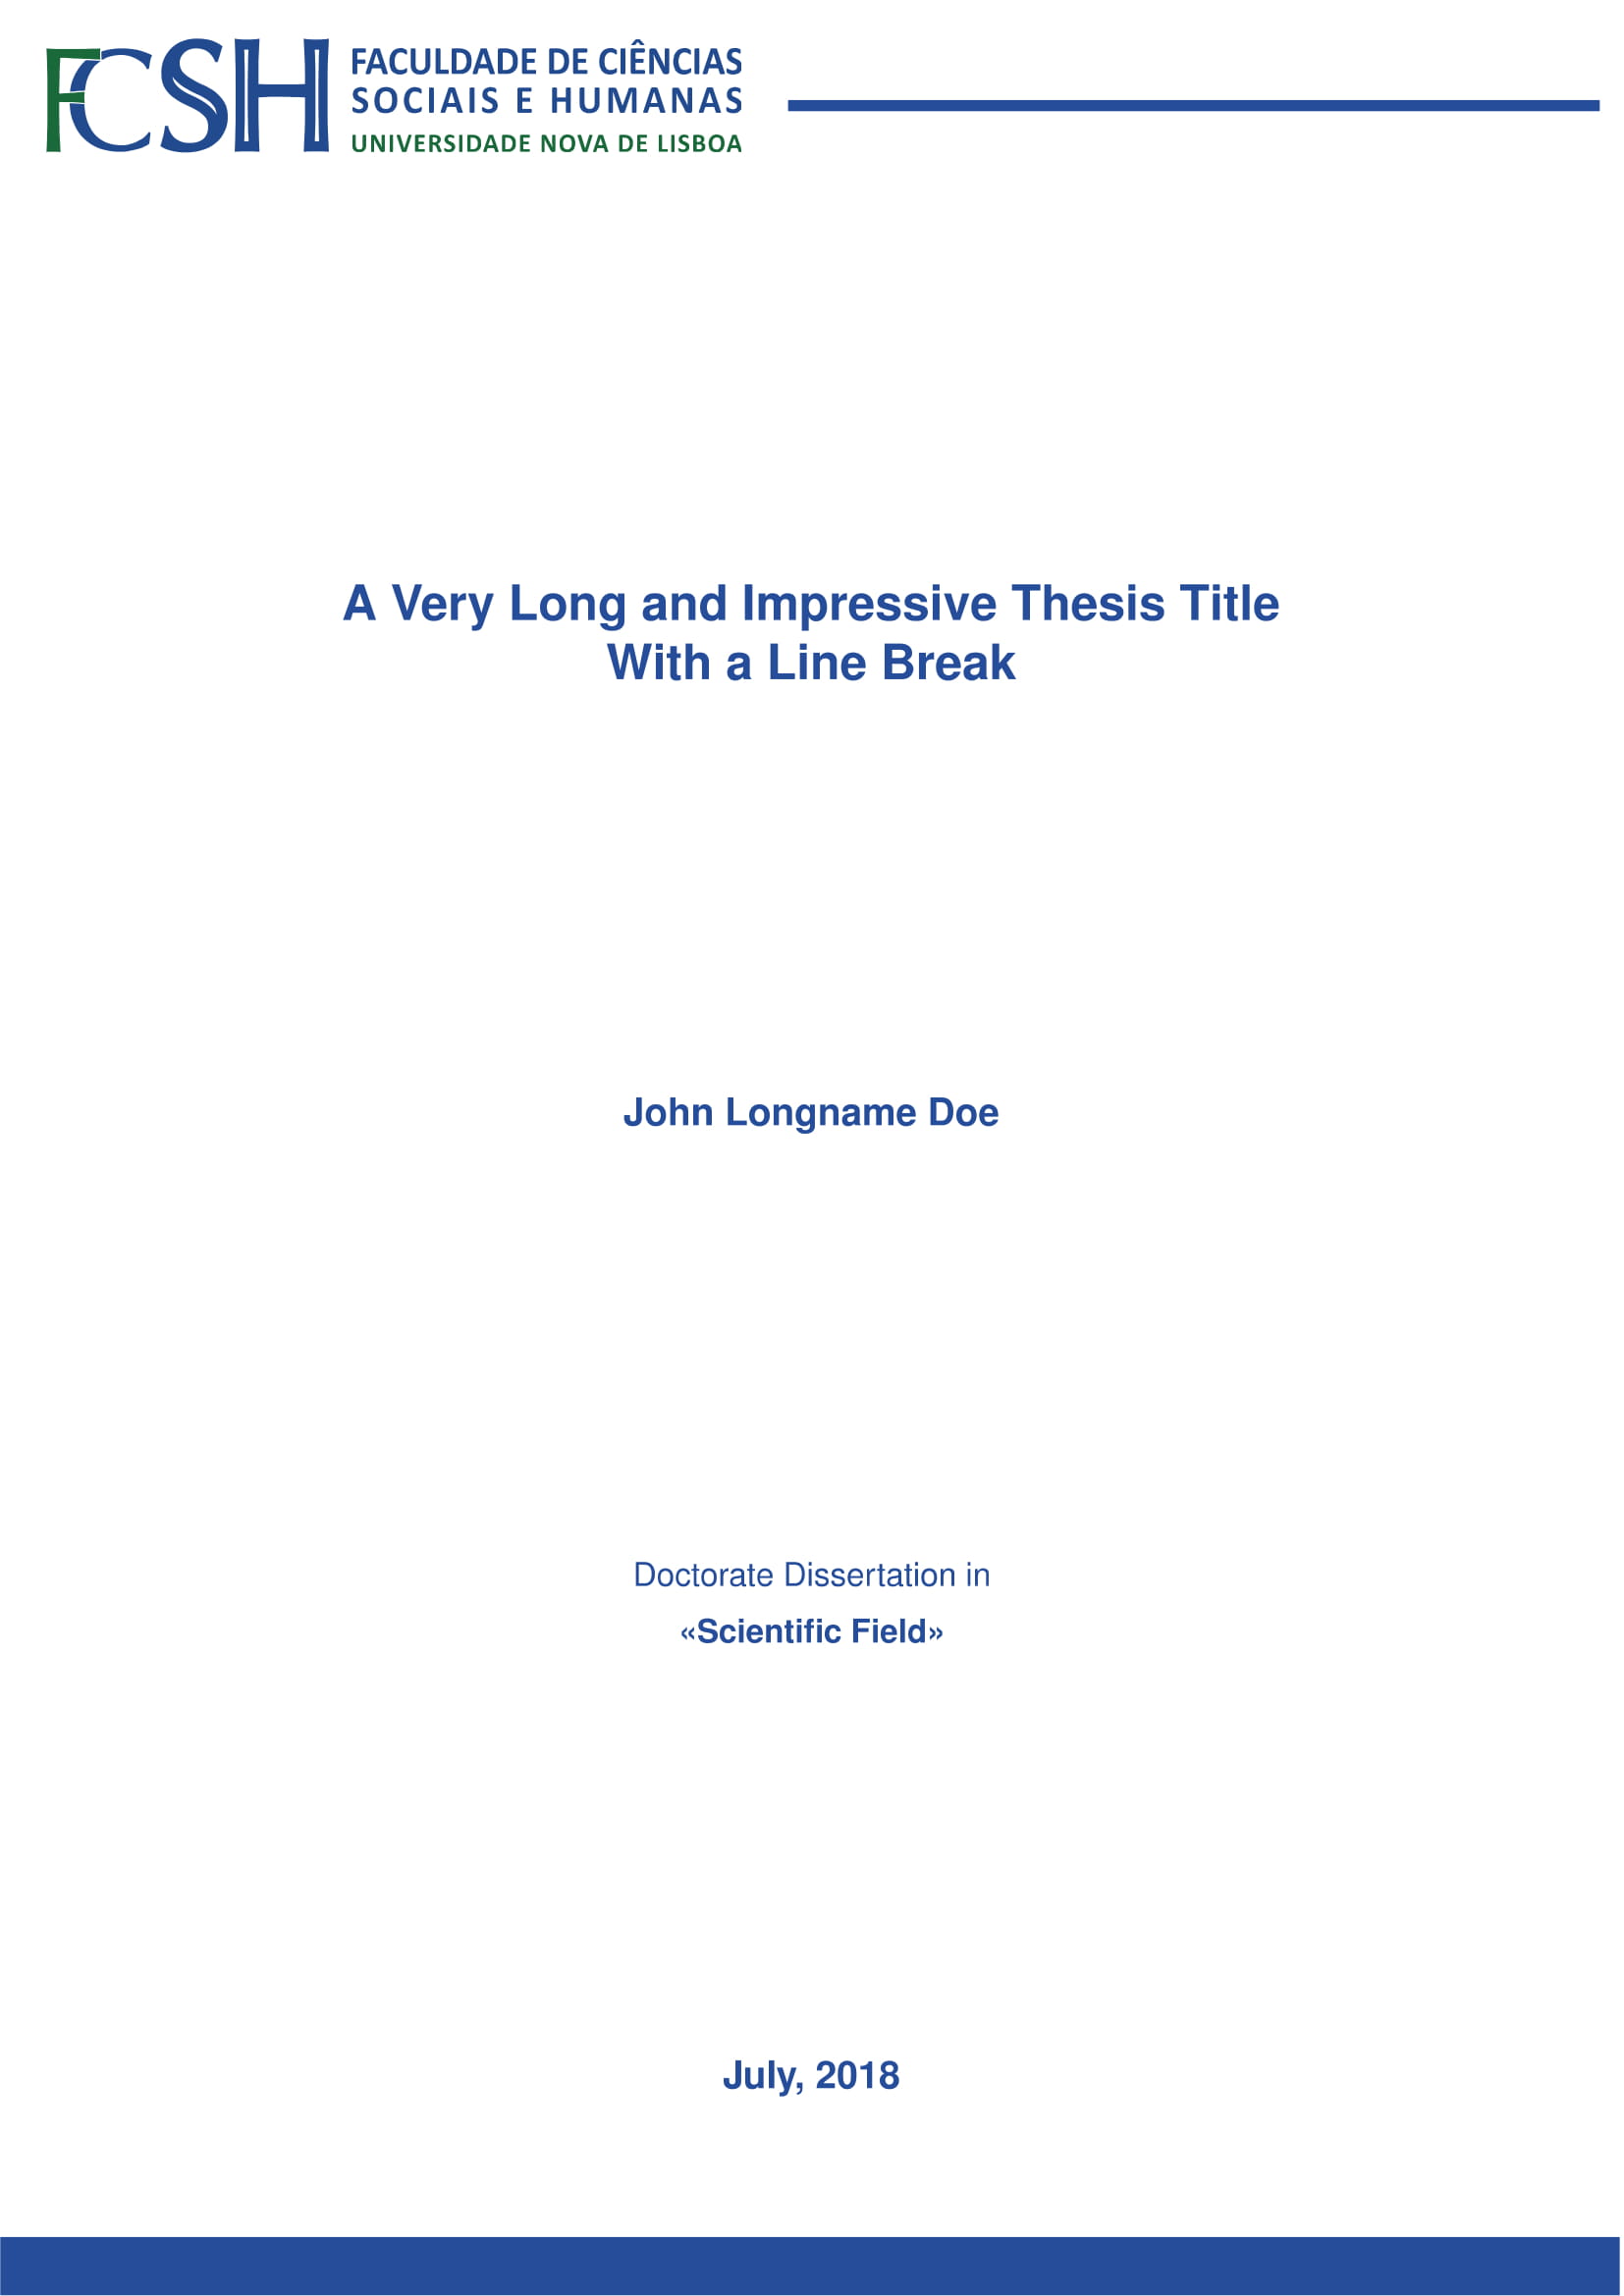 FCSH
FACULDADE DE CIÊNCIAS
SOCIAIS E HUMANAS
UNIVERSIDADE NOVA DE LISBOA
A Very Long and Impressive Thesis Title
With a Line Break
John Longname Doe
Doctorate Dissertation in
«Scientific Field»
July, 2018